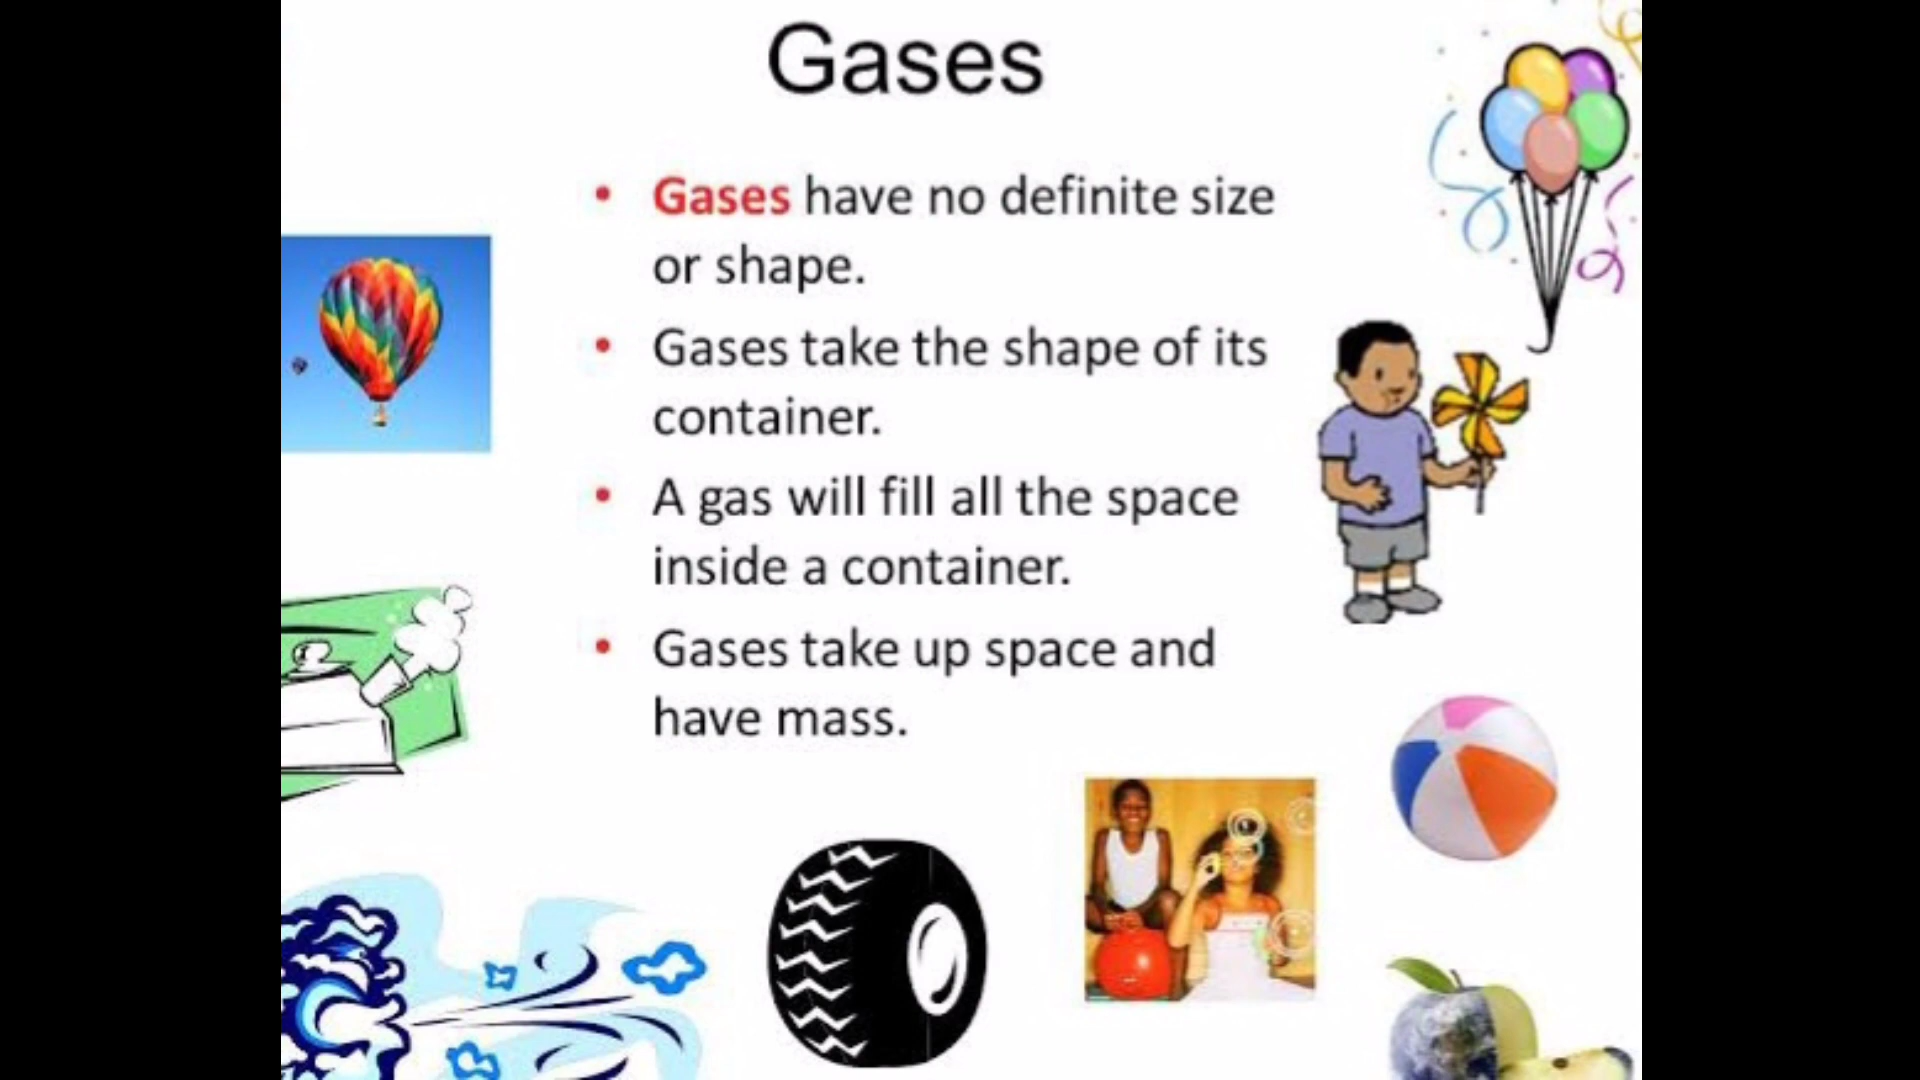 Gases
• Gases have no definite size
or shape.
• Gases take the shape of its
container.
• A gas will fill all the space
inside a container.
• Gases take up space and
have mass.